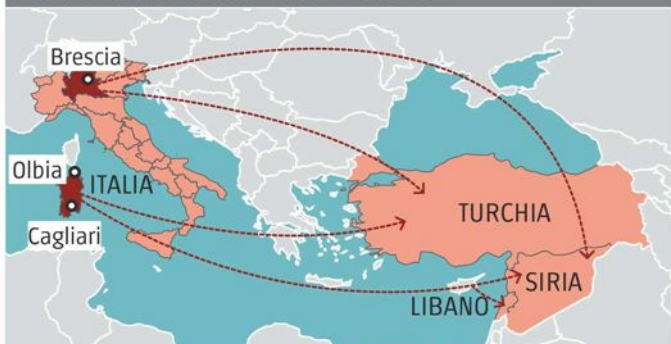 Brescia
Olbia
ITALIA
Cagliari
TURCHIA
SIRIA
LIBANO